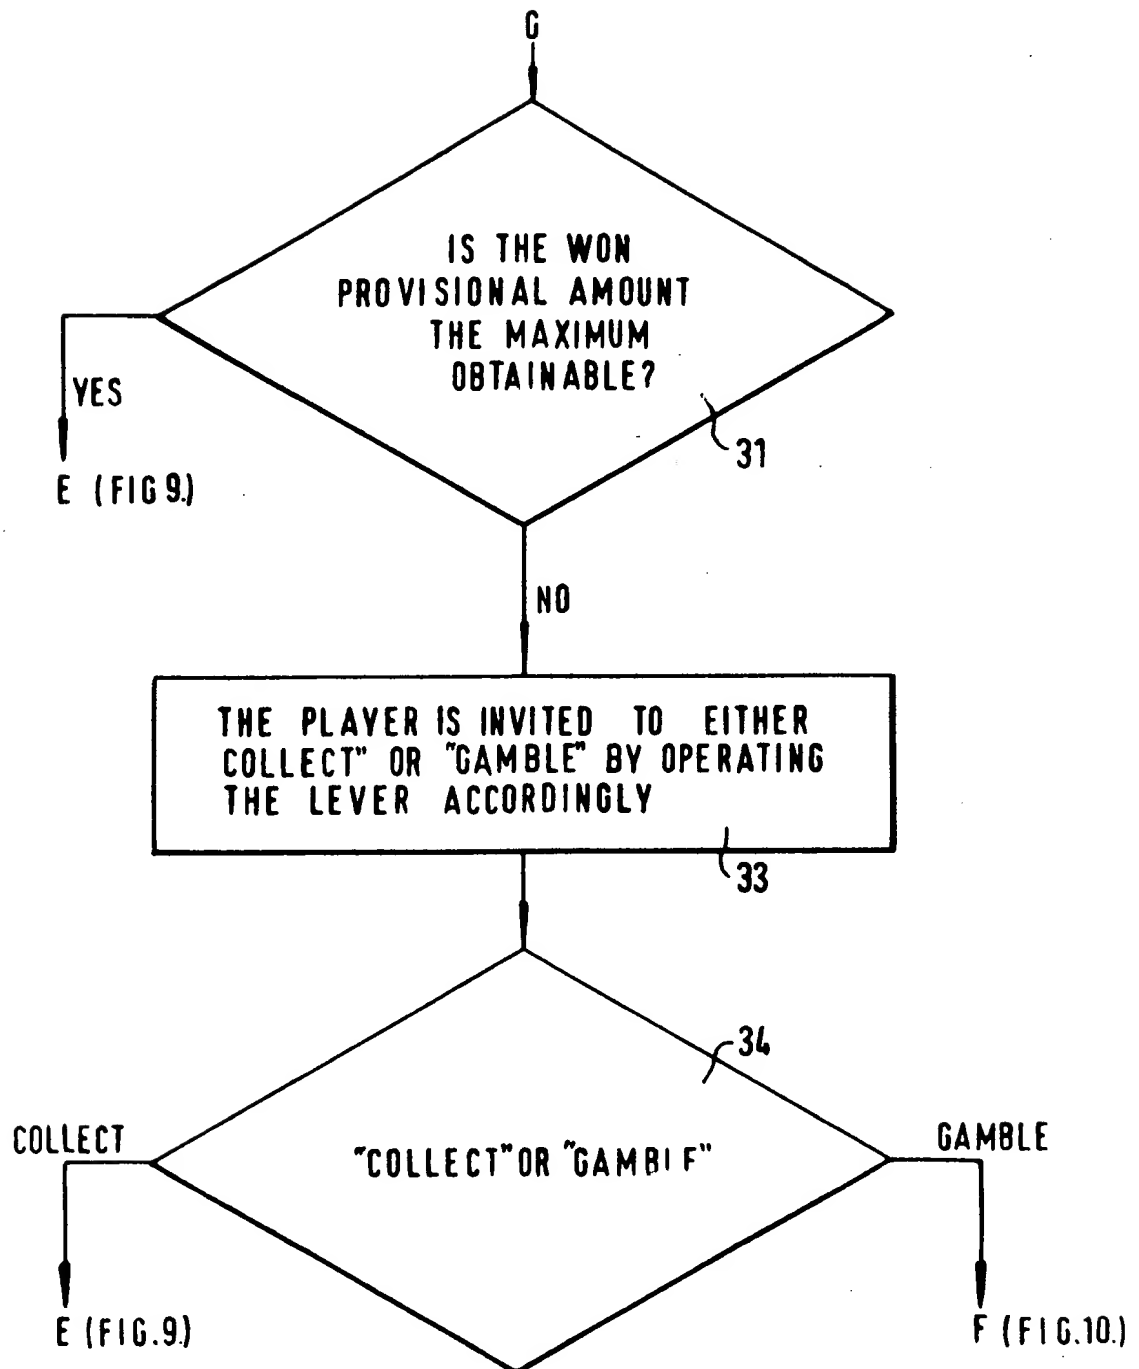 G
IS THE WON
PROVISIONAL AMOUNT
THE MAXIMUM
OBTAINABLE?
31
YES
E (FIG 9.)
NO
THE PLAYER IS INVITED TO EITHER
COLLECT" OR "GAMBLE" BY OPERATING
THE LEVER ACCORDINGLY
33
34
COLLECT
"COLLECT" OR "GAMBLE"
GAMBLE
E (FIG.9.)
F (FIG.10.)